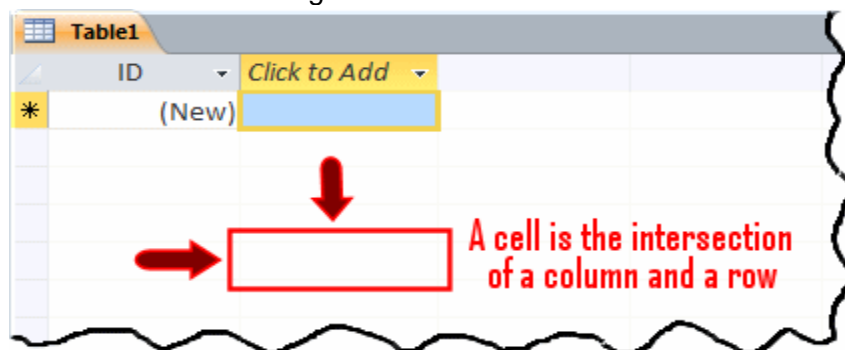 Table1
ID Click to Add
* (New)
A cell is the intersection
of a column and a row